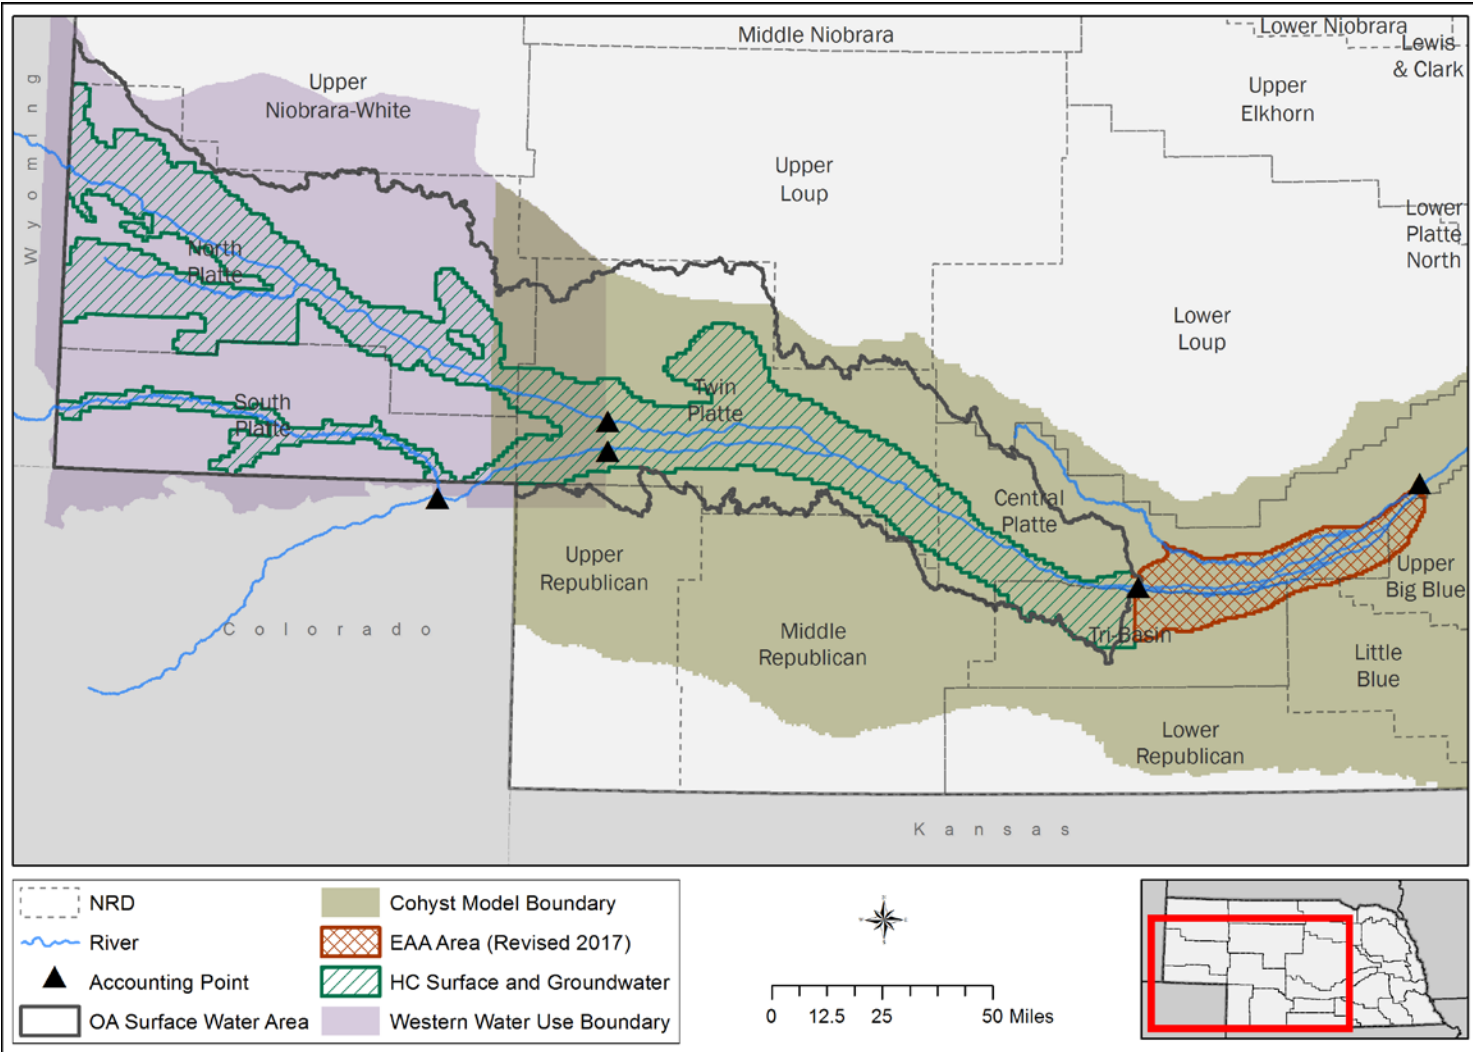 Middle Niobrara
Lower Niobrara
Lewis
& Clark
Upper
Niobrara-White
Upper
Elkhorn
Wyoming
Upper
Loup
Lower
Platte
North
North
Platte
Lower
Loup
Twin
Platte
South
Platte
Central
Platte
Upper
Republican
Upper
Big Blue
Colorado
Middle
Republican
Tri-Basin
Little
Blue
Lower
Republican
Kansas
NRD
River
Accounting Point
OA Surface Water Area
Cohyst Model Boundary
EAA Area (Revised 2017)
HC Surface and Groundwater
Western Water Use Boundary
0 12.5 25 50 Miles